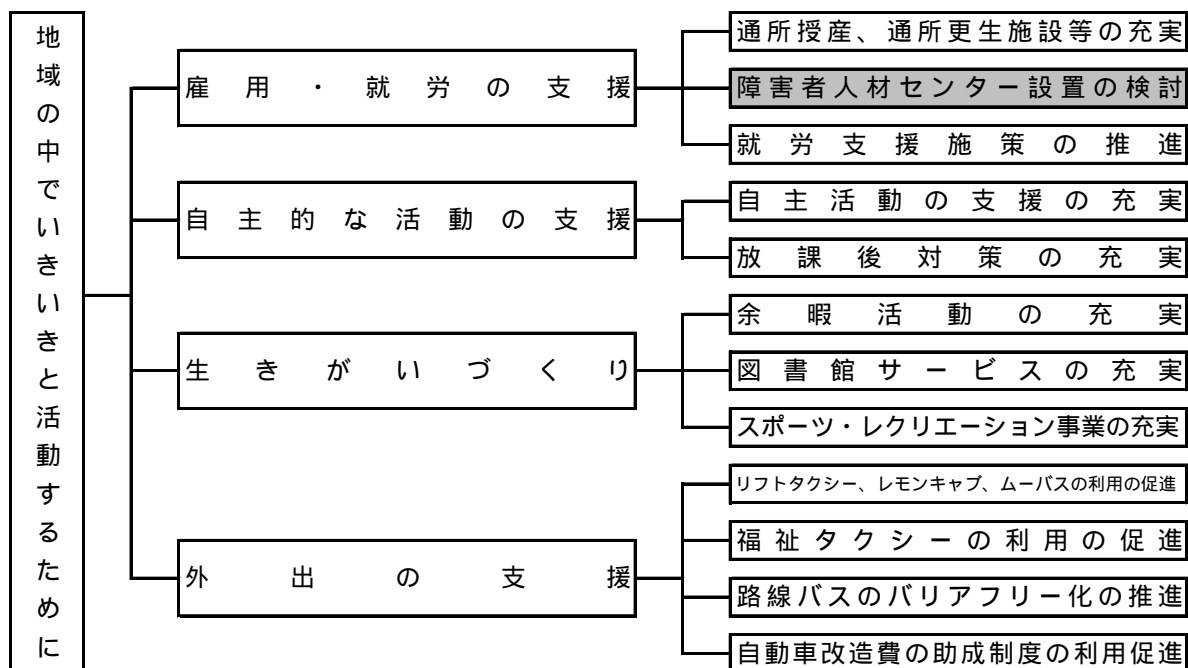 地域の中でいきいきと活動するために
雇用・就労の支援
通所授産、通所更生施設等の充実
障害者人材センター設置の検討
就労支援施策の推進
自主的な活動の支援
自主活動の支援の充実
放課後対策の充実
生きがいづくり
余暇活動の充実
図書館サービスの充実
スポーツ・レクリエーション事業の充実
外出の支援
リフトタクシー、レモンキャブ、ムーバスの利用の促進
福祉タクシーの利用の促進
路線バスのバリアフリー化の推進
自動車改造費の助成制度の利用促進